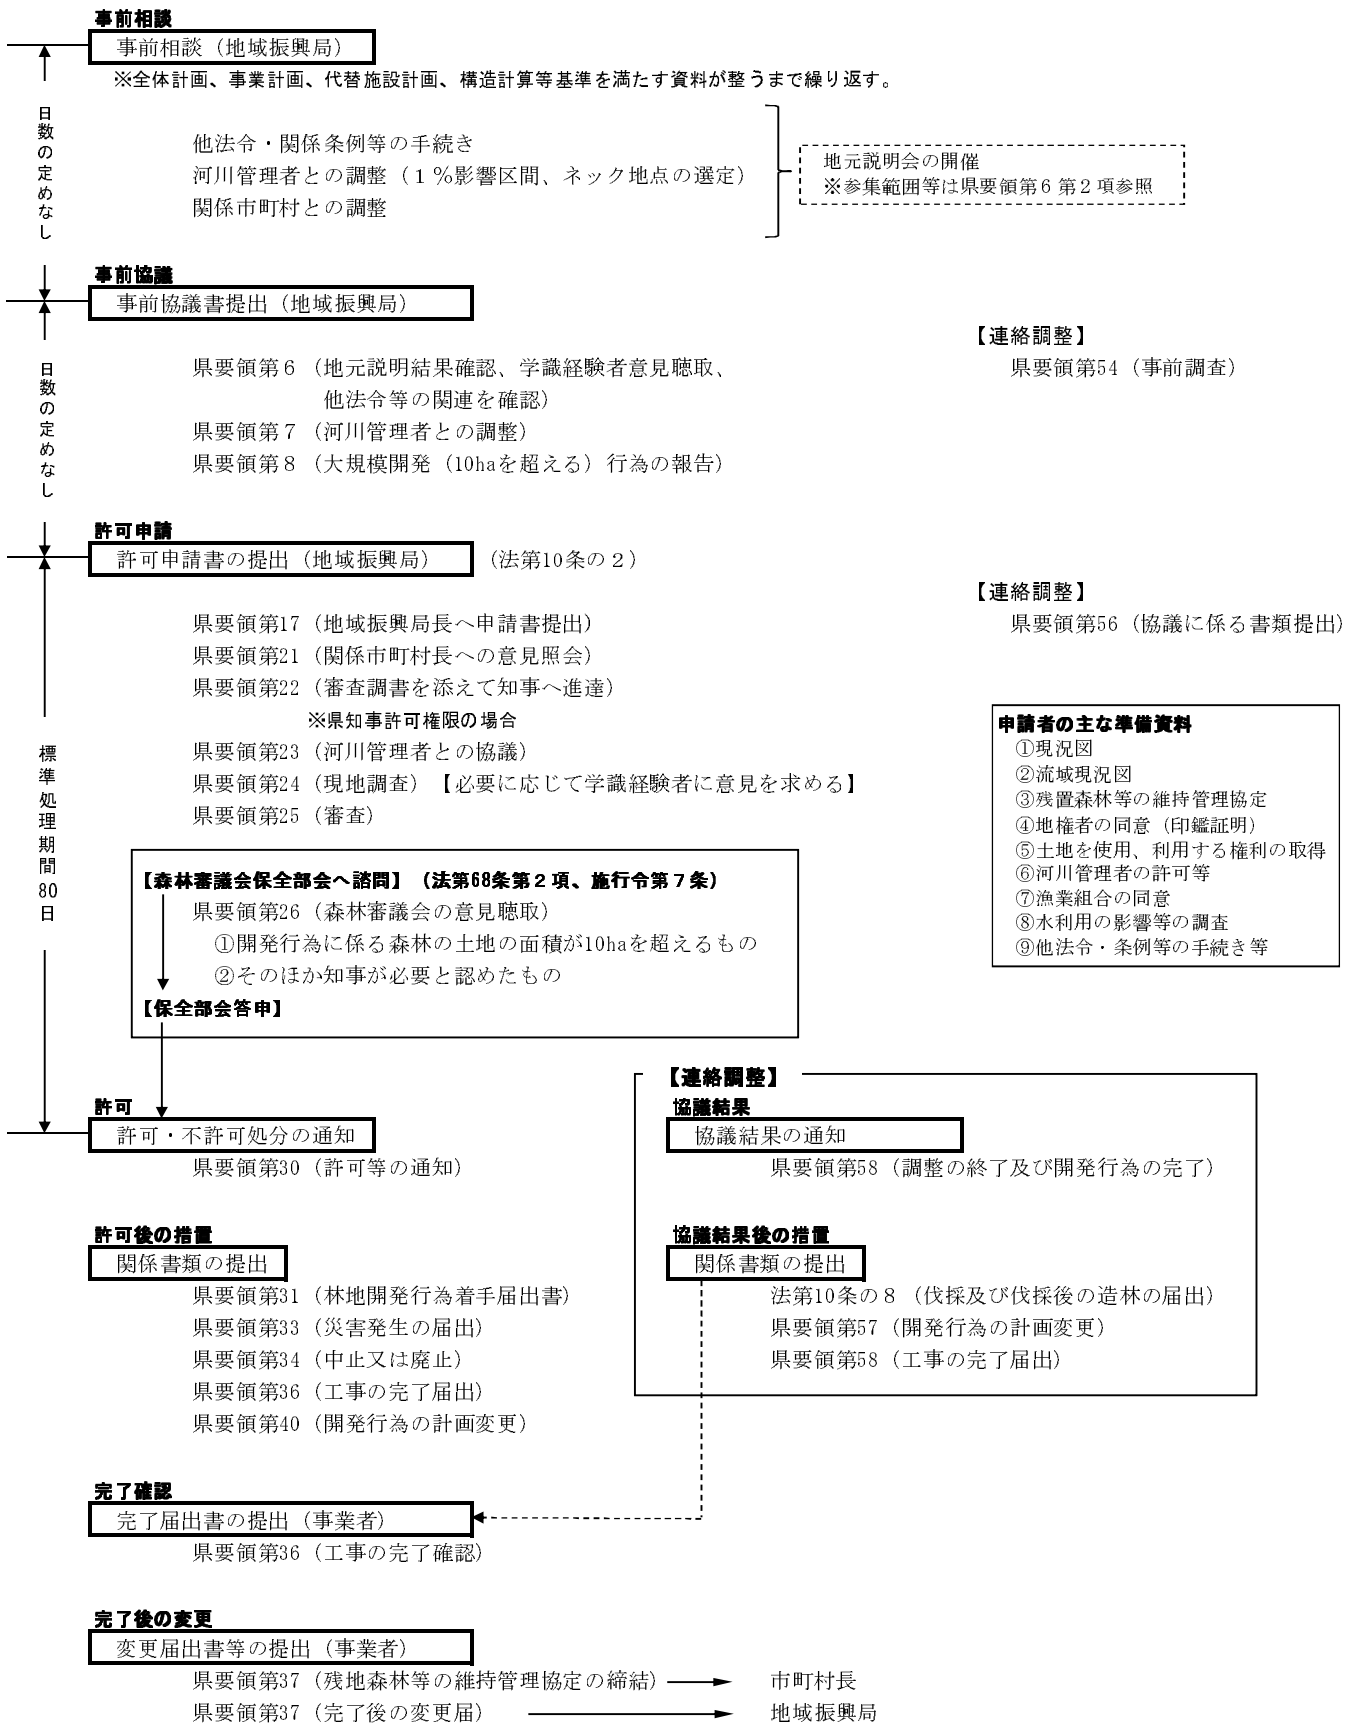 事前相談
事前相談（地域振興局）
※全体計画、事業計画、代替施設計画、構造計算等基準を満たす資料が整うまで繰り返す。
日数の定めなし
他法令・関係条例等の手続き
河川管理者との調整（１％影響区間、ネック地点の選定）
関係市町村との調整
地元説明会の開催
※参集範囲等は県要領第６第２項参照
事前協議
事前協議書提出（地域振興局）
日数の定めなし
県要領第６（地元説明結果確認、学識経験者意見聴取、
他法令等の関連を確認）
県要領第７（河川管理者との調整）
県要領第８（大規模開発（10haを超える）行為の報告）
【連絡調整】
県要領第54（事前調査）
許可申請
許可申請書の提出（地域振興局）　（法第10条の２）
標準処理期間80日
県要領第17（地域振興局長へ申請書提出）
県要領第21（関係市町村長への意見照会）
県要領第22（審査調書を添えて知事へ進達）
※県知事許可権限の場合
県要領第23（河川管理者との協議）
県要領第24（現地調査）【必要に応じて学識経験者に意見を求める】
県要領第25（審査）
【連絡調整】
県要領第56（協議に係る書類提出）
申請者の主な準備資料
①現況図
②流域現況図
③残置森林等の維持管理協定
④地権者の同意（印鑑証明）
⑤土地を使用、利用する権利の取得
⑥河川管理者の許可等
⑦漁業組合の同意
⑧水利用の影響等の調査
⑨他法令・条例等の手続き等
【森林審議会保全部会へ諮問】（法第68条第２項、施行令第７条）
県要領第26（森林審議会の意見聴取）
①開発行為に係る森林の土地の面積が10haを超えるもの
②そのほか知事が必要と認めたもの
【保全部会答申】
許可
許可・不許可処分の通知
県要領第30（許可等の通知）
【連絡調整】
協議結果
協議結果の通知
県要領第58（調整の終了及び開発行為の完了）
許可後の措置
関係書類の提出
県要領第31（林地開発行為着手届出書）
県要領第33（災害発生の届出）
県要領第34（中止又は廃止）
県要領第36（工事の完了届出）
県要領第40（開発行為の計画変更）
協議結果後の措置
関係書類の提出
法第10条の８（伐採及び伐採後の造林の届出）
県要領第57（開発行為の計画変更）
県要領第58（工事の完了届出）
完了確認
完了届出書の提出（事業者）
県要領第36（工事の完了確認）
完了後の変更
変更届出書等の提出（事業者）
県要領第37（残地森林等の維持管理協定の締結）　市町村長
県要領第37（完了後の変更届）　地域振興局